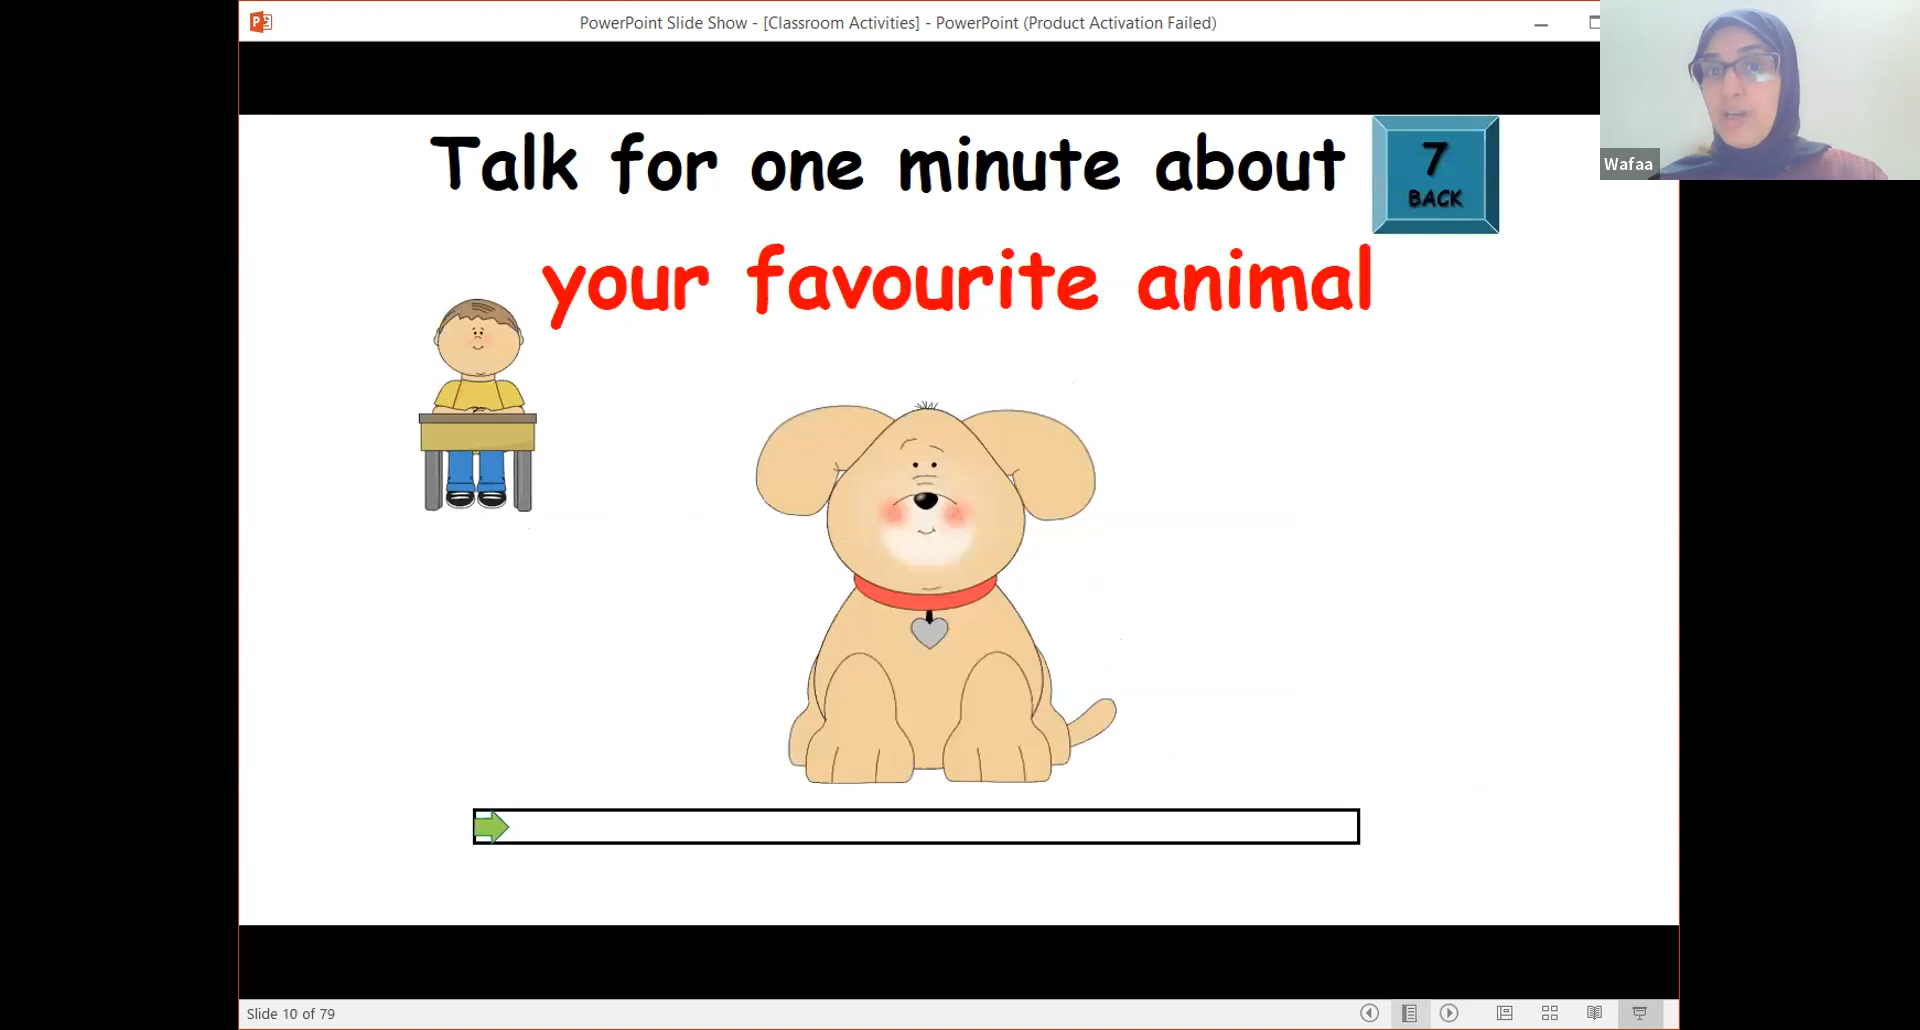 PowerPoint Slide Show - [Classroom Activities] - PowerPoint (Product Activation Failed)
Wafaa
Talk for one minute about
7
BACK
your favourite animal
Slide 10 of 79